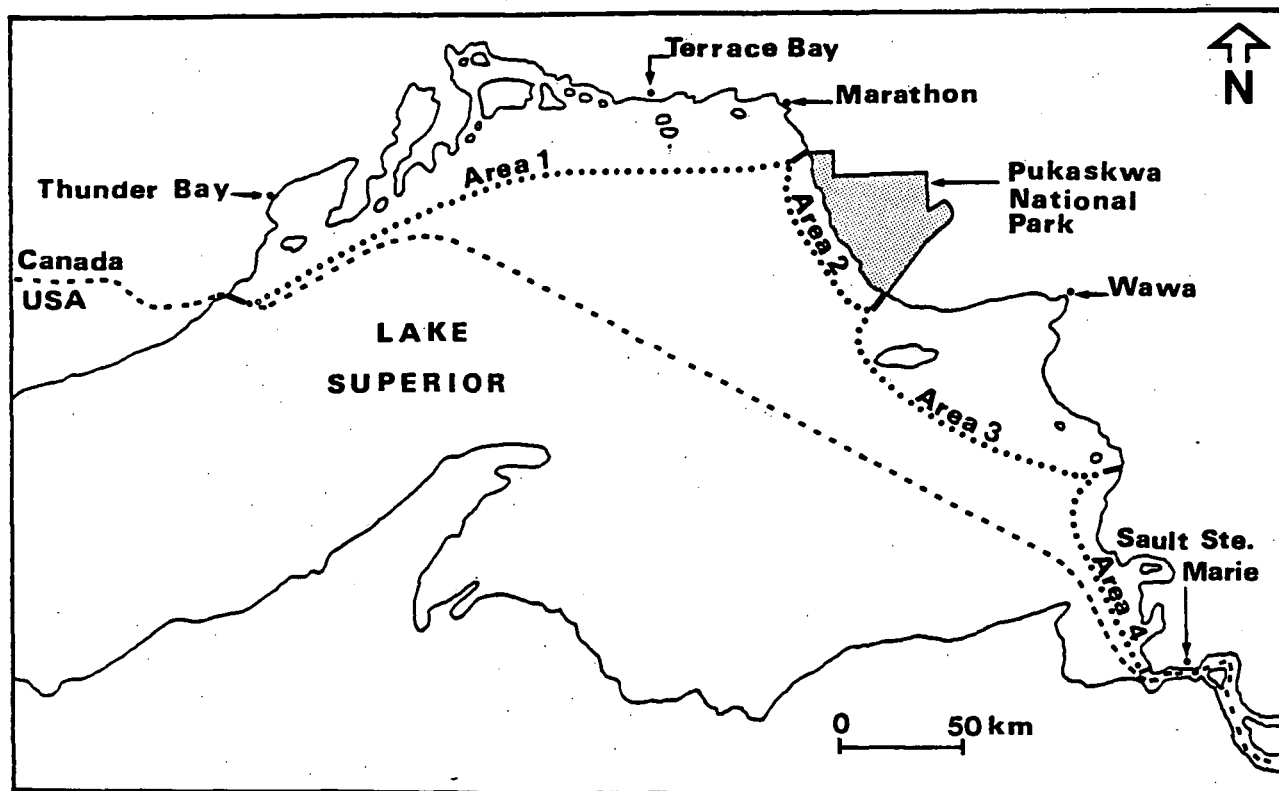 Terrace Bay
N
Marathon
Area 1
Thunder Bay
Pukaskwa
National
Park
Area 2
Canada
USA
Wawa
LAKE
SUPERIOR
Area 3
Sault Ste.
Marie
Area 4
0 50 km